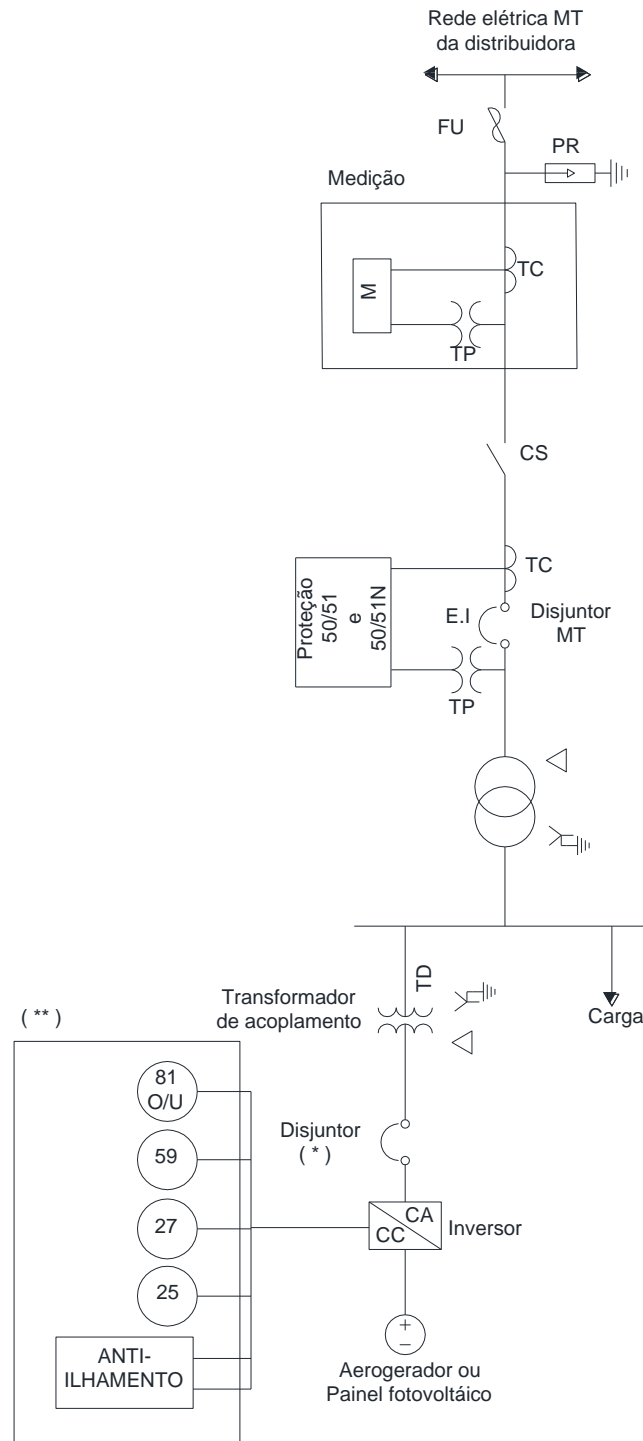 Rede elétrica MT
da distribuidora
FU
PR
Medição
TC
M
TP
CS
TC
Proteção
50/51
e
50/51N
E.I
Disjuntor
MT
TP
TD
Transformador
de acoplamento
Carga
( ** )
81
O/U
59
27
25
ANTI-
ILHAMENTO
Disjuntor
( * )
CA
CC
Inversor
+
−
Aerogerador ou
Painel fotovoltáico